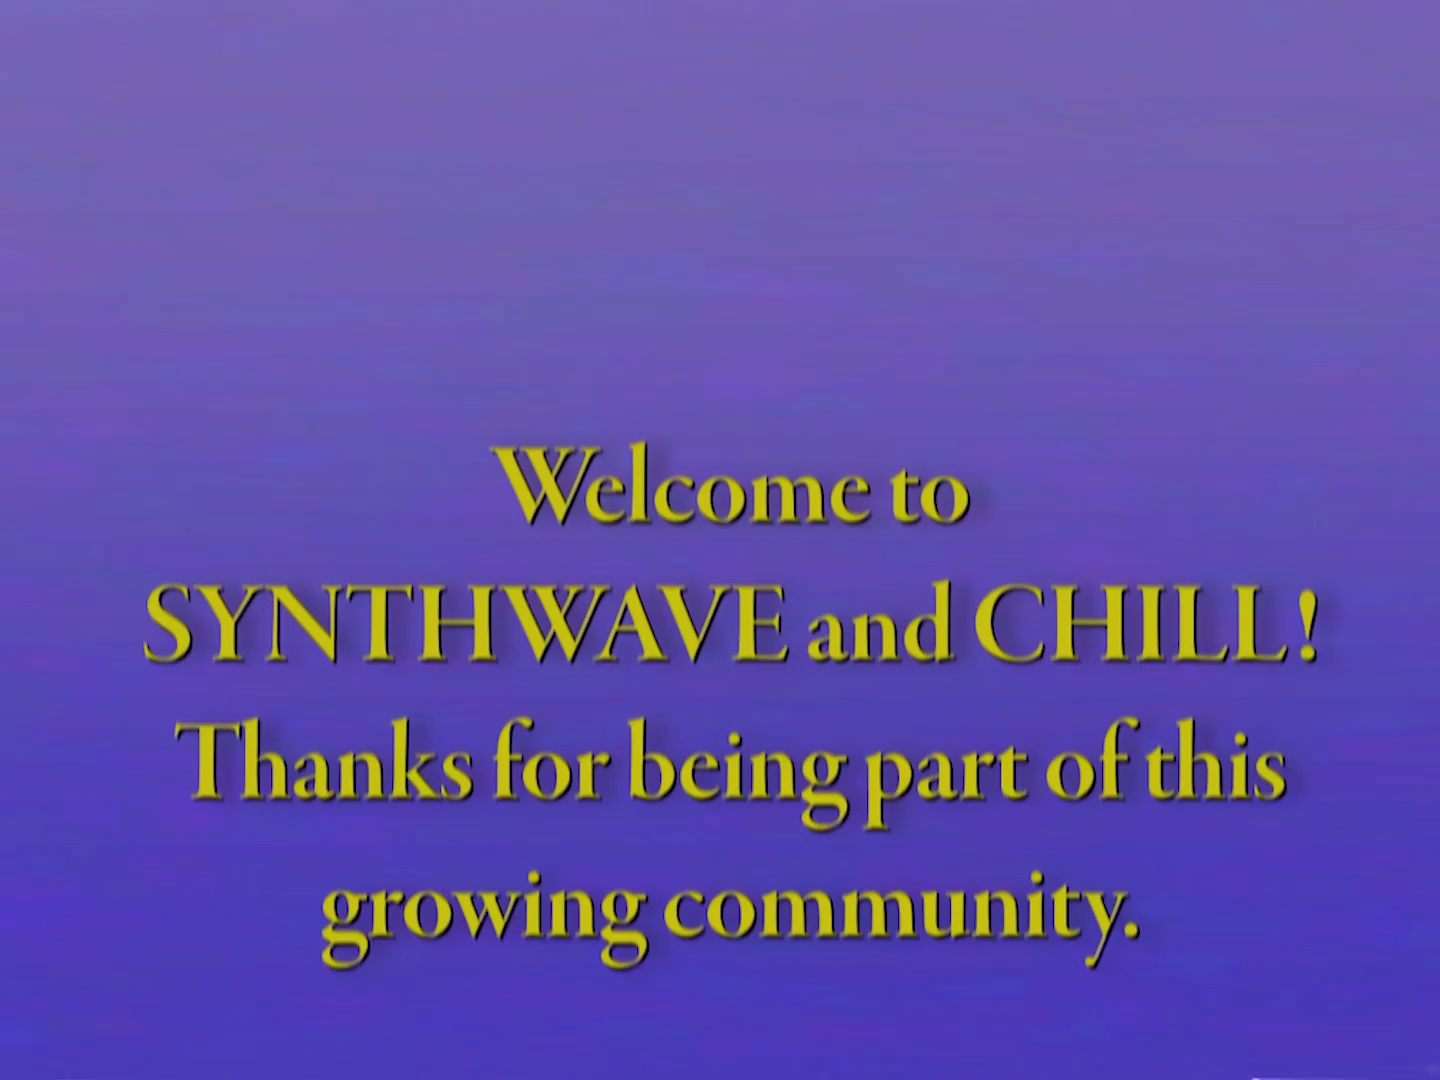 Welcome to
SYNTHWAVE and CHILL!
Thanks for being part of this
growing community.